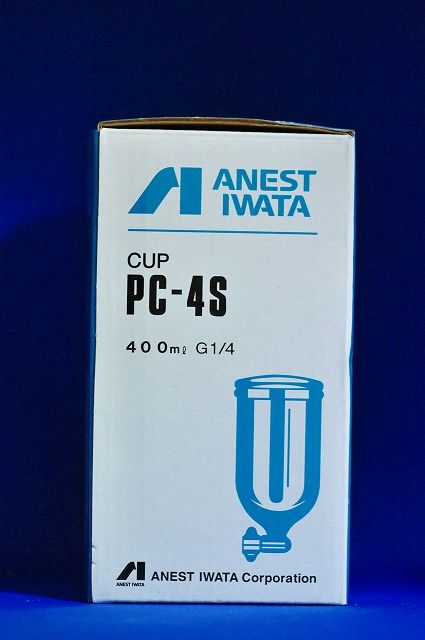 ANEST
IWATA
CUP
PC-4S
400mℓ G1/4
ANEST IWATA
ANEST IWATA Corporation